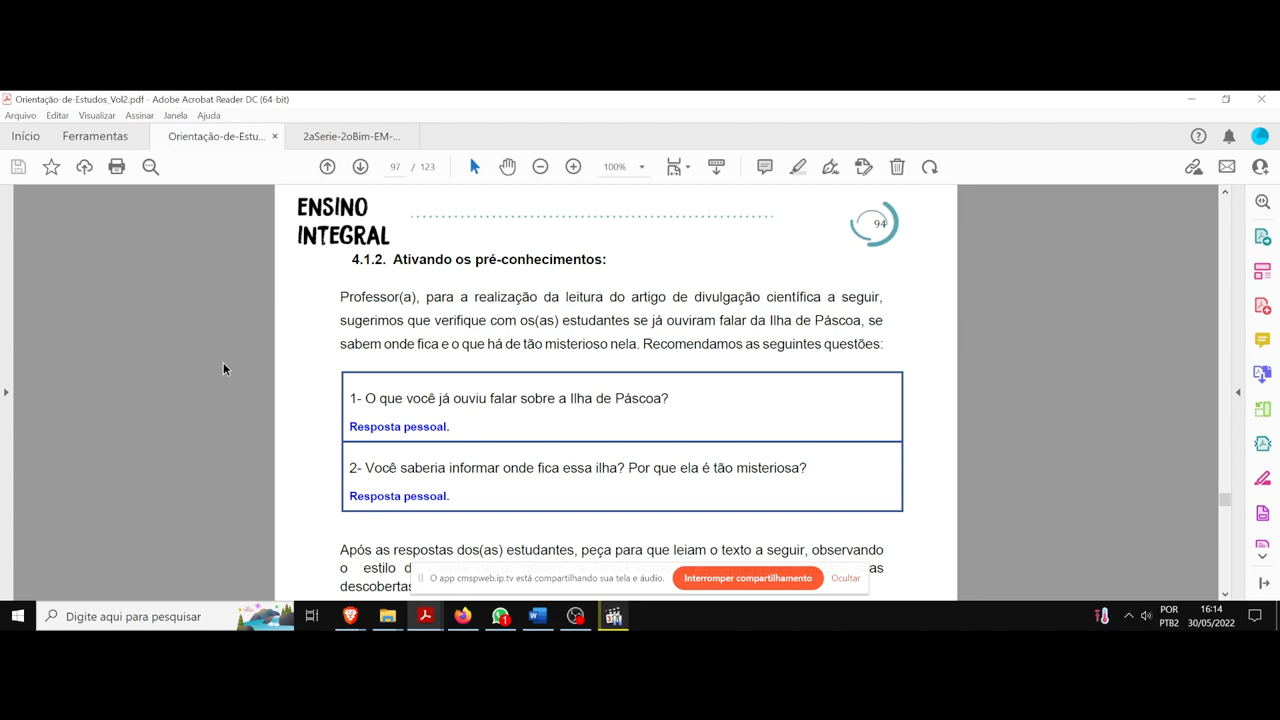 Orientação-de-Estudos_Vol2.pdf - Adobe Acrobat Reader DC (64-bit)
Arquivo Editar Visualizar Assinar Janela Ajuda
Início Ferramentas Orientação-de-Estu... × 2aSerie-2oBim-EM-...
97 / 123 100%
ENSINO
INTEGRAL
94
4.1.2. Ativando os pré-conhecimentos:
Professor(a), para a realização da leitura do artigo de divulgação científica a seguir,
sugerimos que verifique com os(as) estudantes se já ouviram falar da Ilha de Páscoa, se
sabem onde fica e o que há de tão misterioso nela. Recomendamos as seguintes questões:
1- O que você já ouviu falar sobre a Ilha de Páscoa?
Resposta pessoal.
2- Você saberia informar onde fica essa ilha? Por que ela é tão misteriosa?
Resposta pessoal.
Após as respostas dos(as) estudantes, peça para que leiam o texto a seguir, observando
o estilo
descobertas
O app cmspweb.ip.tv está compartilhando sua tela e áudio. Interromper compartilhamento Ocultar
Digite aqui para pesquisar
1
POR 16:14
PTB2 30/05/2022